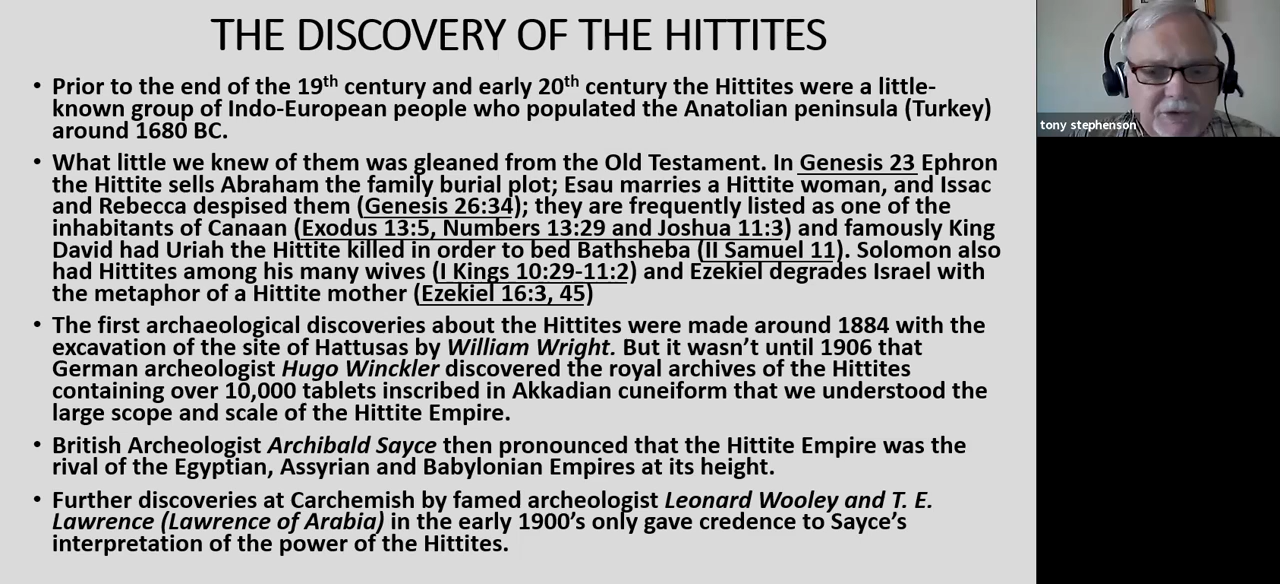 THE DISCOVERY OF THE HITTITES
• Prior to the end of the 19th century and early 20th century the Hittites were a little-
known group of Indo-European people who populated the Anatolian peninsula (Turkey)
around 1680 BC.
• What little we knew of them was gleaned from the Old Testament. In Genesis 23 Ephron
the Hittite sells Abraham the family burial plot; Esau marries a Hittite woman, and Issac
and Rebecca despised them (Genesis 26:34); they are frequently listed as one of the
inhabitants of Canaan (Exodus 13:5, Numbers 13:29 and Joshua 11:3) and famously King
David had Uriah the Hittite killed in order to bed Bathsheba (II Samuel 11). Solomon also
had Hittites among his many wives (I Kings 10:29-11:2) and Ezekiel degrades Israel with
the metaphor of a Hittite mother (Ezekiel 16:3, 45)
• The first archaeological discoveries about the Hittites were made around 1884 with the
excavation of the site of Hattusas by William Wright. But it wasn’t until 1906 that
German archeologist Hugo Winckler discovered the royal archives of the Hittites
containing over 10,000 tablets inscribed in Akkadian cuneiform that we understood the
large scope and scale of the Hittite Empire.
• British Archeologist Archibald Sayce then pronounced that the Hittite Empire was the
rival of the Egyptian, Assyrian and Babylonian Empires at its height.
• Further discoveries at Carchemish by famed archeologist Leonard Wooley and T. E.
Lawrence (Lawrence of Arabia) in the early 1900’s only gave credence to Sayce’s
interpretation of the power of the Hittites.
tony stephenson